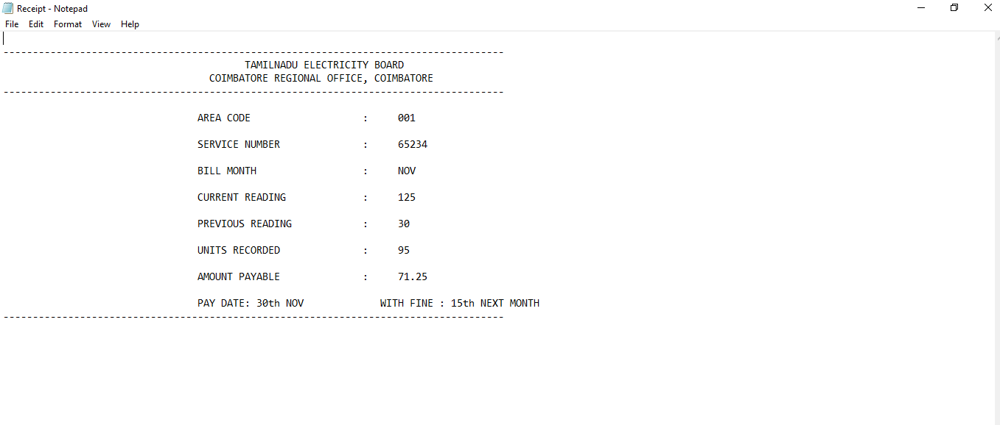 Receipt - Notepad
File Edit Format View Help
-------------------------------------------------------------------------------------
TAMILNADU ELECTRICITY BOARD
COIMBATORE REGIONAL OFFICE, COIMBATORE
-------------------------------------------------------------------------------------
AREA CODE : 001
SERVICE NUMBER : 65234
BILL MONTH : NOV
CURRENT READING : 125
PREVIOUS READING : 30
UNITS RECORDED : 95
AMOUNT PAYABLE : 71.25
PAY DATE: 30th NOV WITH FINE : 15th NEXT MONTH
-------------------------------------------------------------------------------------